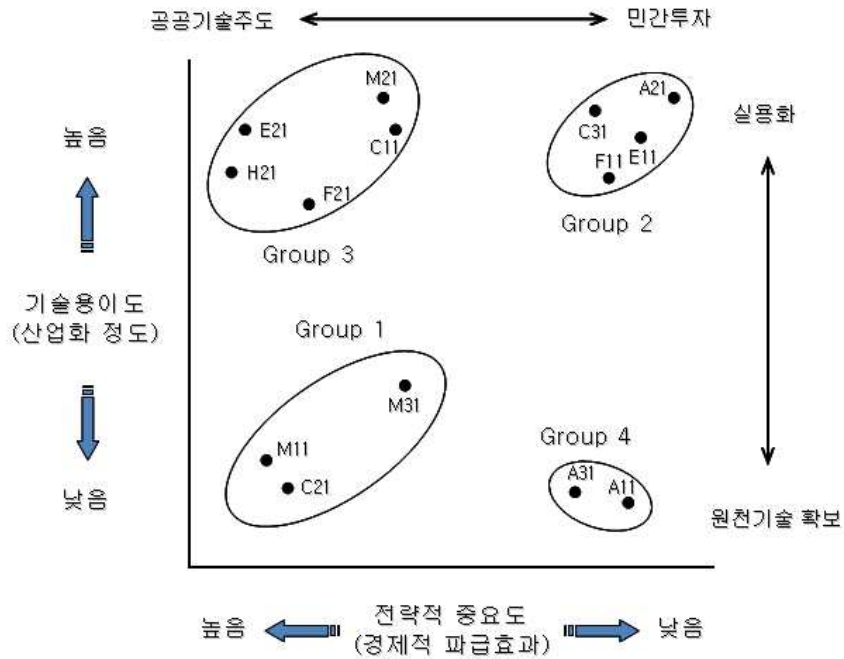 공공기술주도
민간투자
M21
A21
C31
실용화
높음
E21
C11
E11
H21
F11
F21
Group 2
Group 3
기술용이도
(산업화 정도)
Group 1
M31
Group 4
M11
A31
A11
낮음
C21
원천기술 확보
높음
전략적 중요도
낮음
(경제적 파급효과)